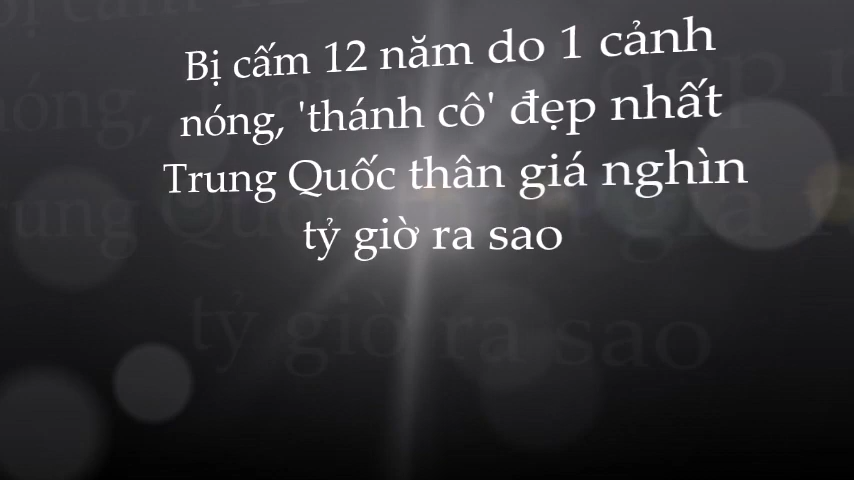 Bị cấm 12 năm do 1 cảnh
nóng, 'thánh cô' đẹp nhất
Trung Quốc thân giá nghìn
tỷ giờ ra sao